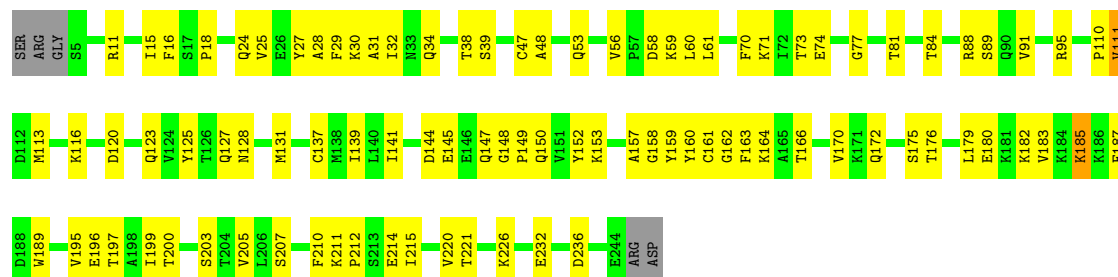 SER ARG GLY S5 R11 I15 F16 S17 P18 Q24 V25 E26 Y27 A28 F29 K30 A31 I32 N33 Q34 T38 S39 C47 A48 Q53 V56 P57 D58 K59 L60 L61 F70 K71 I72 T73 E74 G77 T81 T84 R88 S89 Q90 V91 R95 P110 V111
D112 M113 K116 D120 Q123 V124 Y125 T126 Q127 N128 M131 C137 M138 I139 L140 I141 D144 E145 E146 Q147 G148 P149 Q150 V151 Y152 K153 A157 G158 Y159 Y160 C161 G162 F163 K164 A165 T166 V170 K171 Q172 S175 T176 L179 E180 K181 K182 V183 K184 K185 K186 F187
D188 W189 V195 E196 T197 A198 I199 T200 S203 T204 V205 L206 S207 F210 K211 P212 S213 E214 I215 V220 T221 K226 E232 D236 E244 ARG ASP